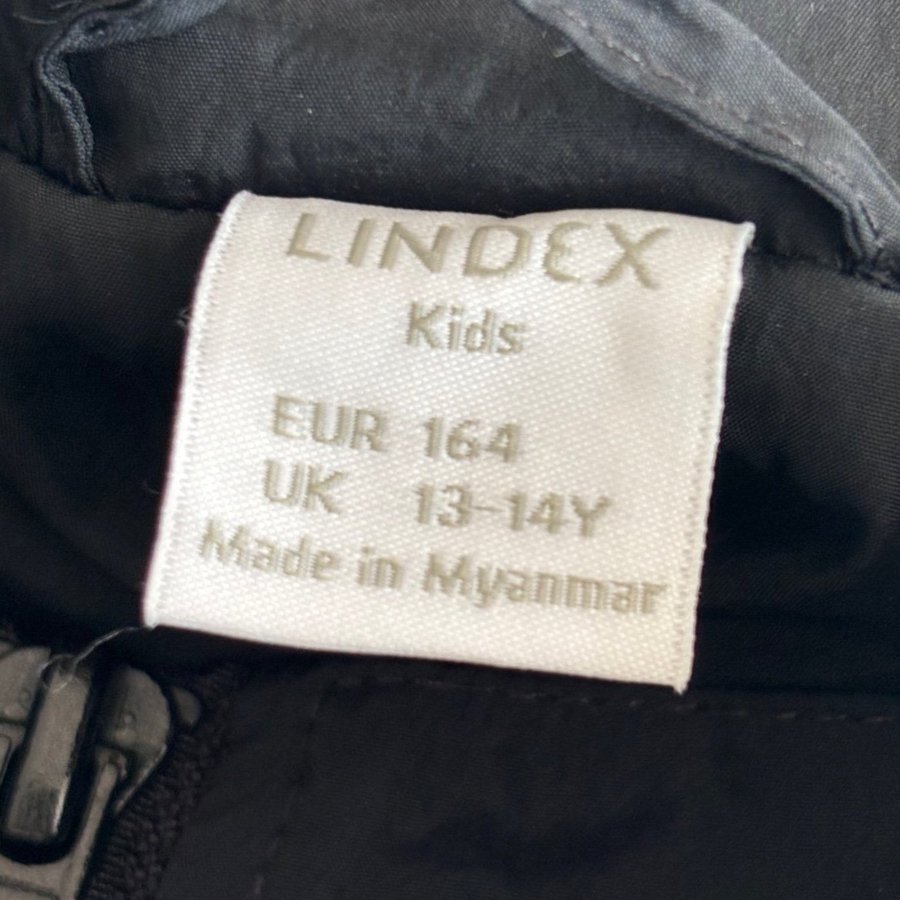 LINDEX
Kids
EUR 164
UK 13-14Y
Made in Myanmar